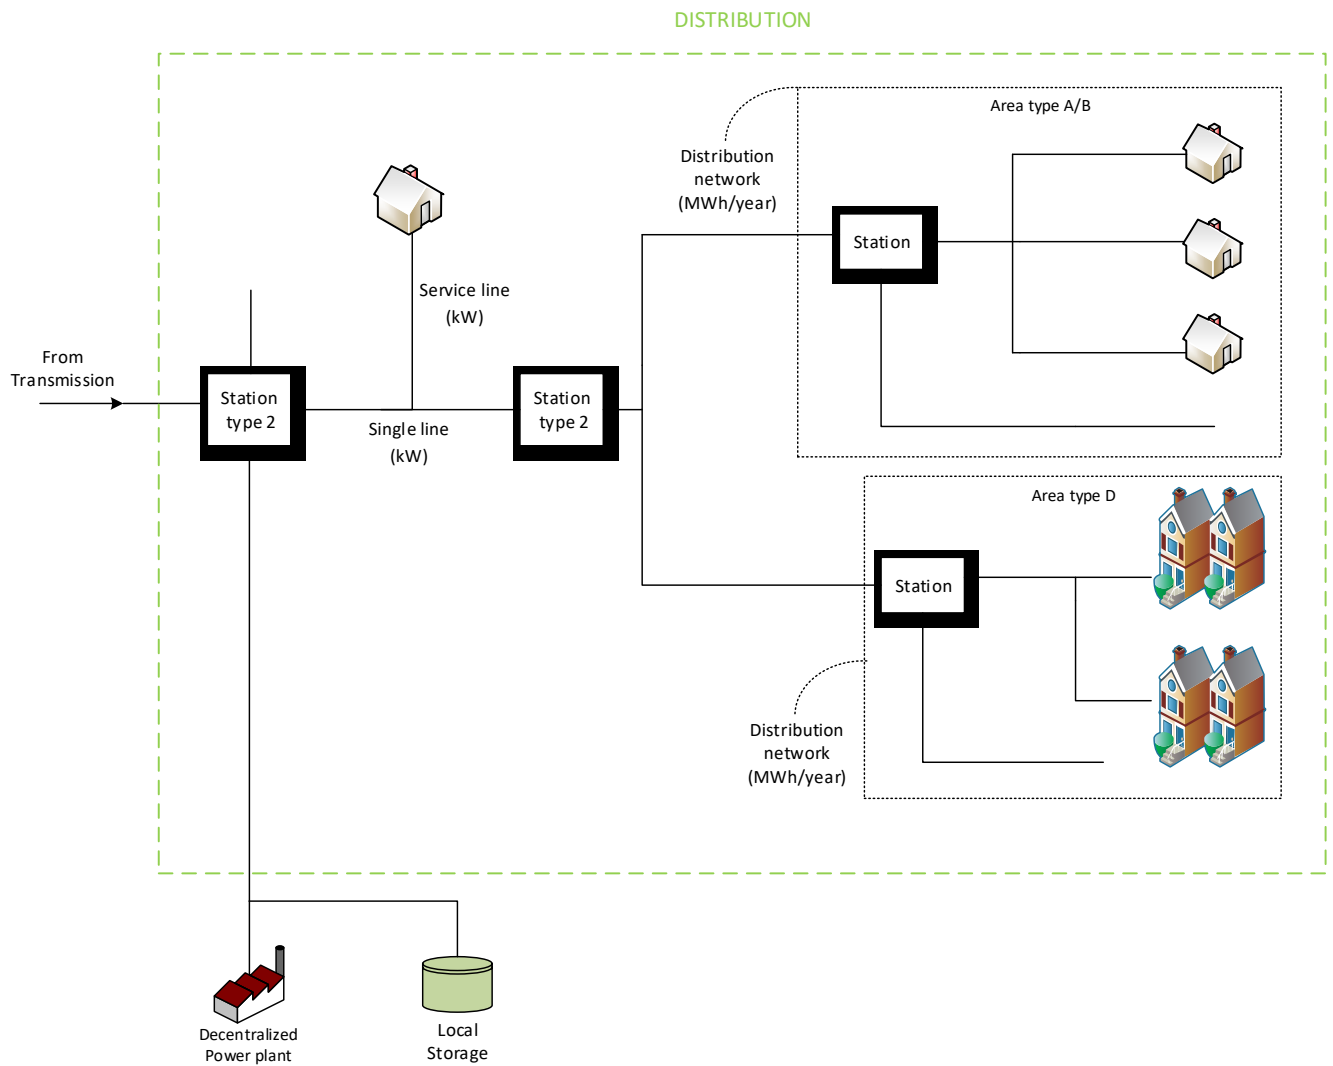 DISTRIBUTION
Area type A/B
Distribution
network
(MWh/year)
Station
Service line
(kW)
From
Transmission
Station
type 2
Single line
(kW)
Station
type 2
Area type D
Station
Distribution
network
(MWh/year)
Decentralized
Power plant
Local
Storage